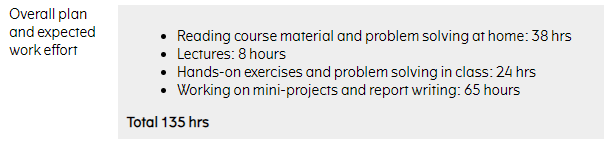 Overall plan
and expected
work effort
• Reading course material and problem solving at home: 38 hrs
• Lectures: 8 hours
• Hands-on exercises and problem solving in class: 24 hrs
• Working on mini-projects and report writing: 65 hours
Total 135 hrs